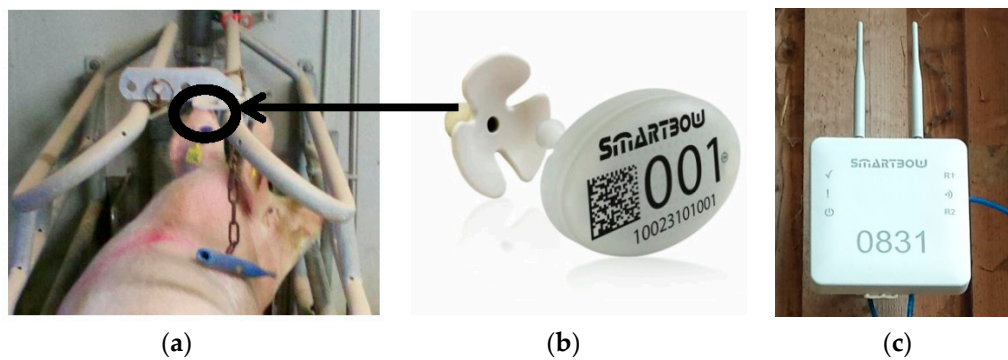 SMARTBOW
001
10023101001
SMARTBOW
R1
R2
0831
(a) (b) (c)